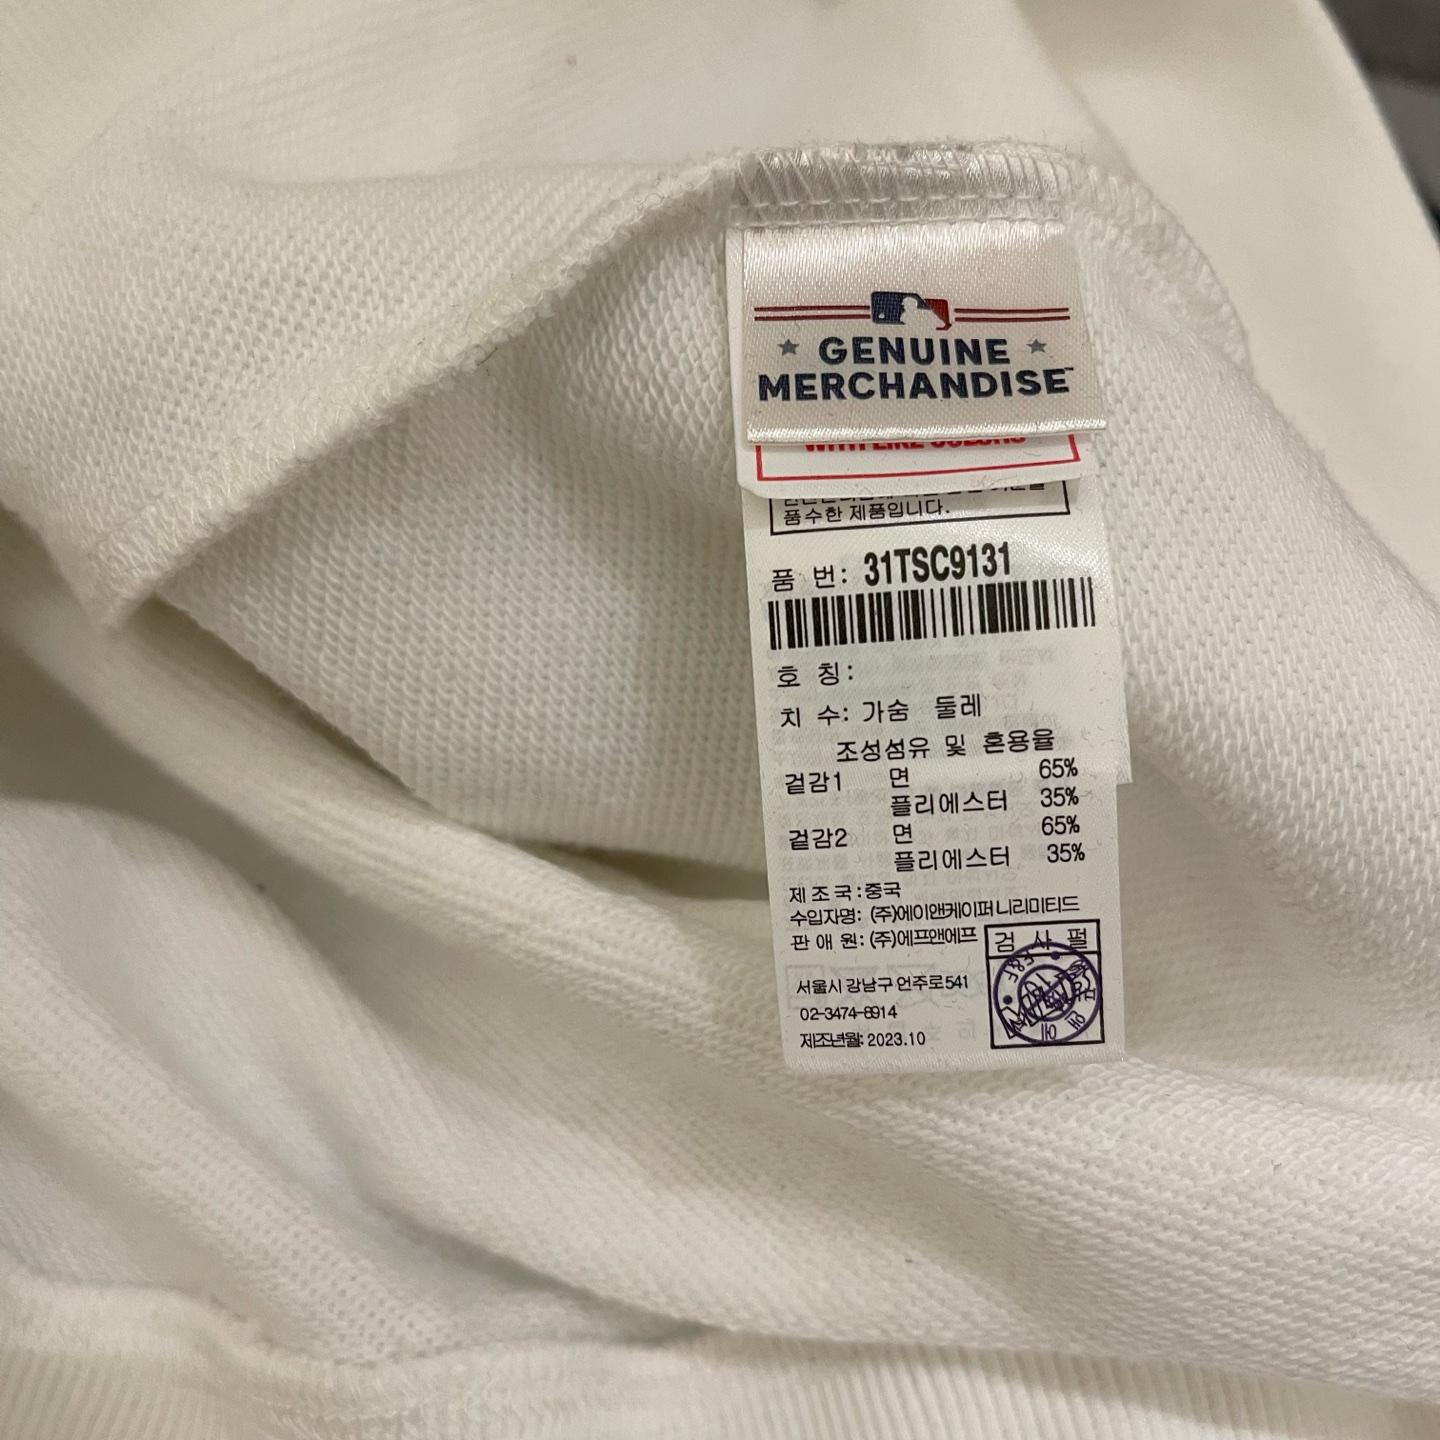 GENUINE
MERCHANDISE™
WITH LIKE COLORS
품수한 제품입니다.
품 번: 31TSC9131
호 칭:
치 수: 가슴 둘레
조성섬유 및 혼용율
겉감1 면 65%
플리에스터 35%
겉감2 면 65%
플리에스터 35%
제 조 국:중국
수입자명: (주)에이앤케이퍼니리미티드
판 애 원: (주)에프앤에프
서울시 강남구 언주로541
02-3474-8914
제조년월: 2023.10
검 사 필